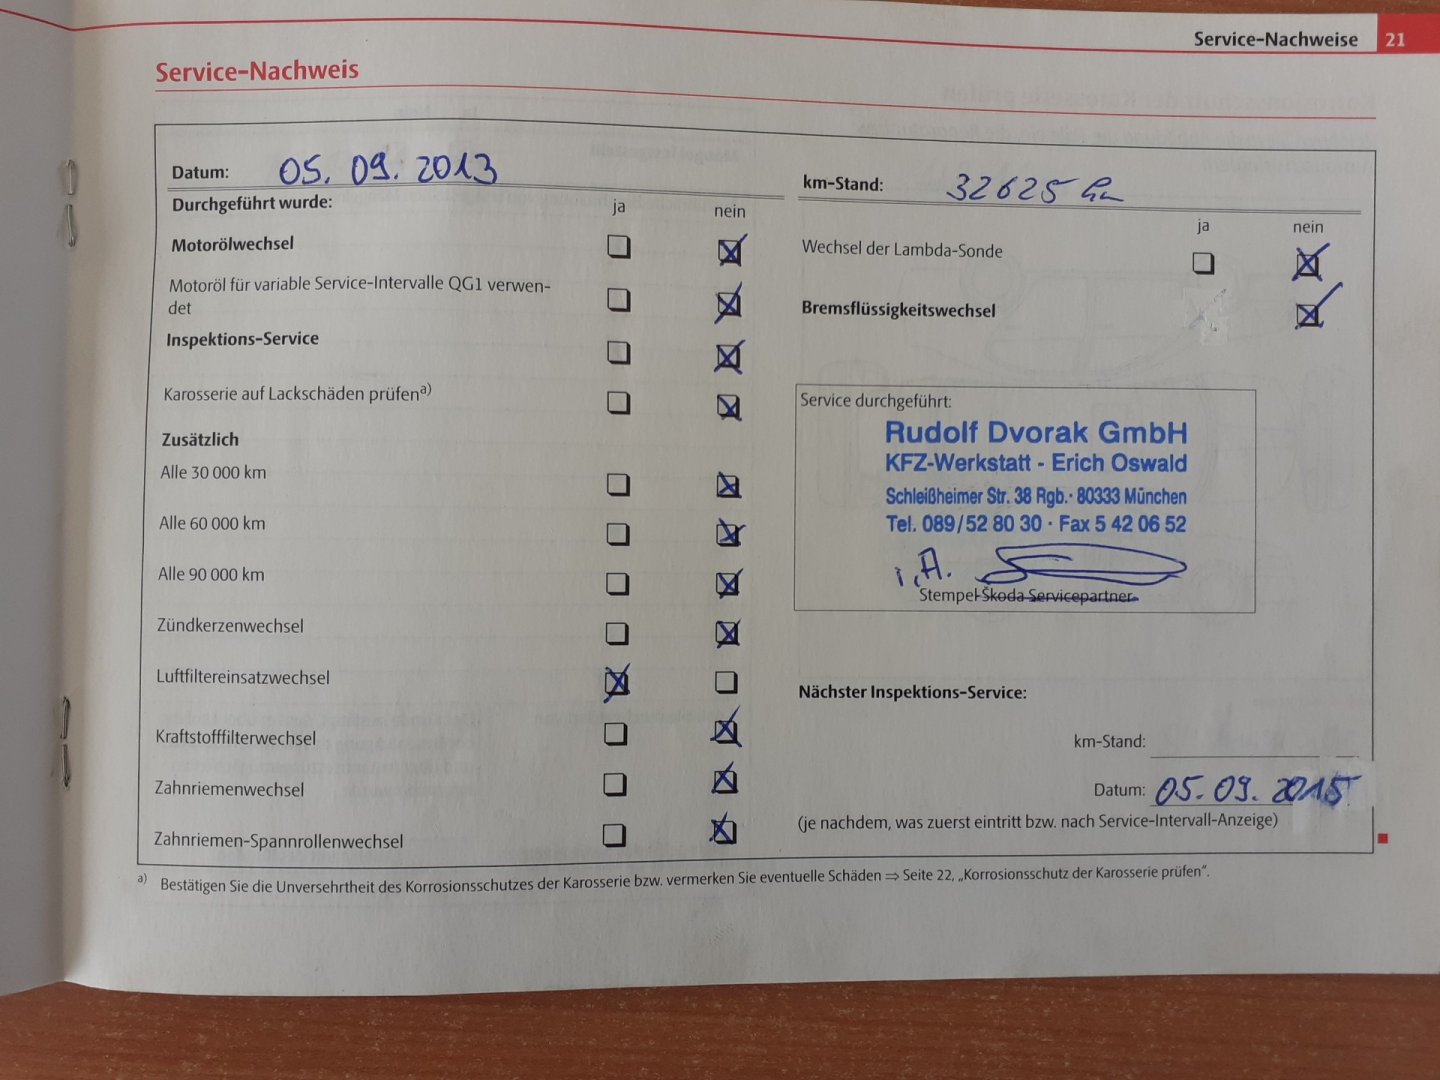 Service-Nachweise 21
Service-Nachweis
Datum: 05. 09. 2013
Durchgeführt wurde: ja nein
Motorölwechsel
Motoröl für variable Service-Intervalle QG1 verwen-
det
Inspektions-Service
Karosserie auf Lackschäden prüfen a)
Zusätzlich
Alle 30 000 km
Alle 60 000 km
Alle 90 000 km
Zündkerzenwechsel
Luftfiltereinsatzwechsel
Kraftstofffilterwechsel
Zahnriemenwechsel
Zahnriemen-Spannrollenwechsel
km-Stand: 32625 km
ja nein
Wechsel der Lambda-Sonde
Bremsflüssigkeitswechsel
Service durchgeführt:
Rudolf Dvorak GmbH
KFZ-Werkstatt - Erich Oswald
Schleißheimer Str. 38 Rgb. · 80333 München
Tel. 089/52 80 30 · Fax 5 42 06 52
i.A.
Stempel Škoda Servicepartner
Nächster Inspektions-Service:
km-Stand:
Datum: 05. 09. 2015
(je nachdem, was zuerst eintritt bzw. nach Service-Intervall-Anzeige)
a) Bestätigen Sie die Unversehrtheit des Korrosionsschutzes der Karosserie bzw. vermerken Sie eventuelle Schäden ⇒ Seite 22, „Korrosionsschutz der Karosserie prüfen“.